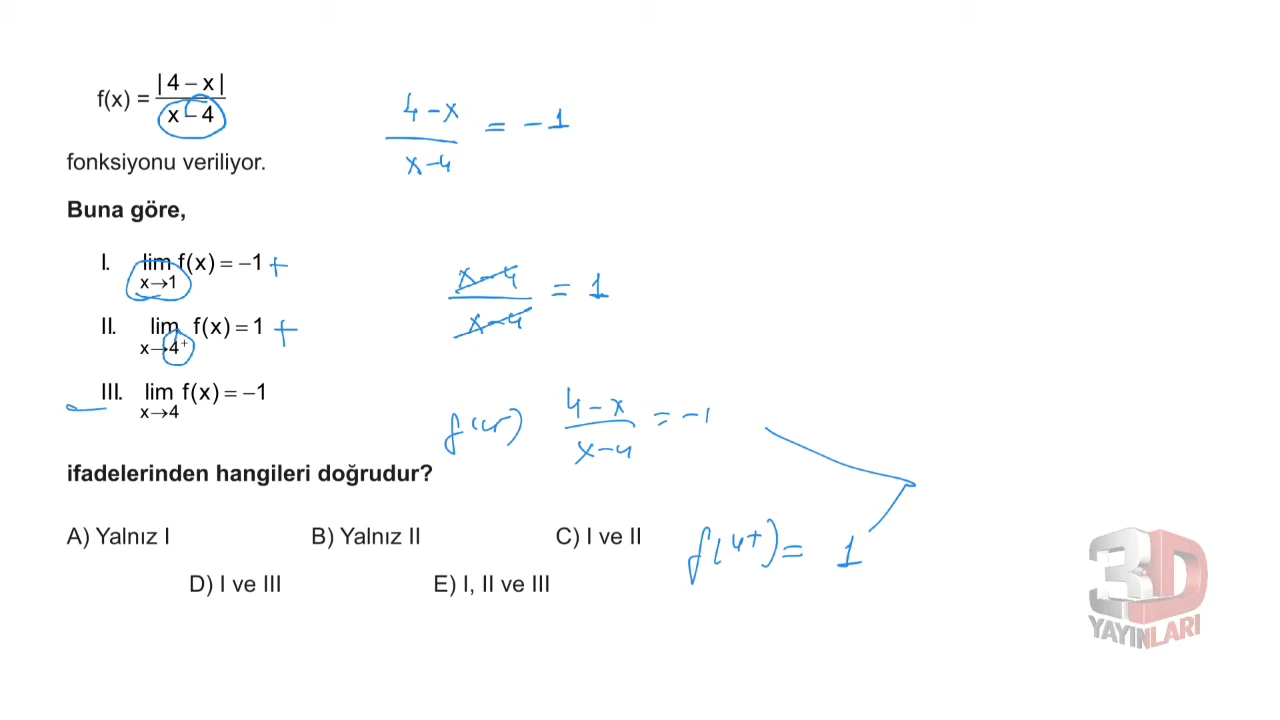 f(x) = |4 – x| / x – 4
4 – x / x – 4 = – 1
fonksiyonu veriliyor.
Buna göre,
I. lim x→1 f(x) = –1 +
x – 4 / x – 4 = 1
II. lim x→4⁺ f(x) = 1 +
III. lim x→4 f(x) = –1
4 – x / x – 4 = – 1
ifadelerinden hangileri doğrudur?
A) Yalnız I B) Yalnız II C) I ve II
f(4⁺) = 1
D) I ve III E) I, II ve III
3D
YAYINLARI